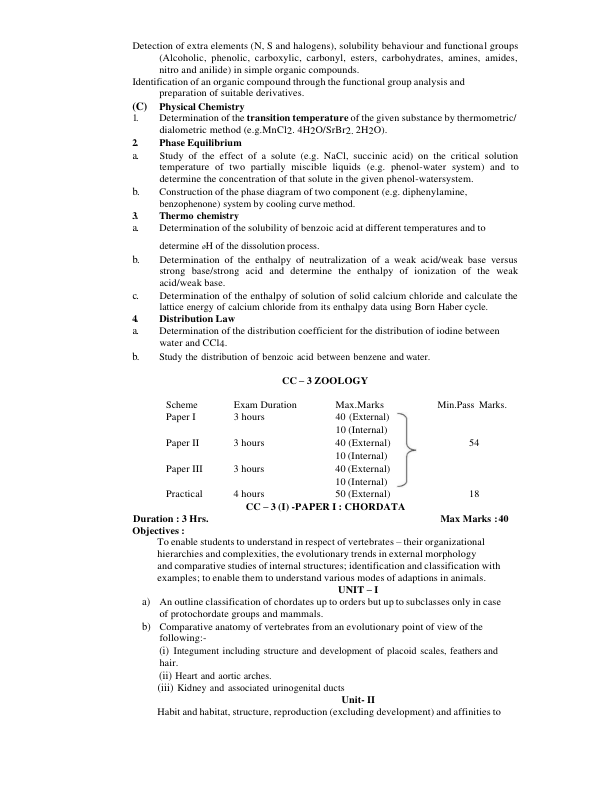 Detection of extra elements (N, S and halogens), solubility behaviour and functional groups
(Alcoholic, phenolic, carboxylic, carbonyl, esters, carbohydrates, amines, amides,
nitro and anilide) in simple organic compounds.
Identification of an organic compound through the functional group analysis and
preparation of suitable derivatives.
(C) Physical Chemistry
1. Determination of the transition temperature of the given substance by thermometric/
dialometric method (e.g.MnCl2. 4H2O/SrBr2. 2H2O).
2. Phase Equilibrium
a. Study of the effect of a solute (e.g. NaCl, succinic acid) on the critical solution
temperature of two partially miscible liquids (e.g. phenol-water system) and to
determine the concentration of that solute in the given phenol-watersystem.
b. Construction of the phase diagram of two component (e.g. diphenylamine,
benzophenone) system by cooling curve method.
3. Thermo chemistry
a. Determination of the solubility of benzoic acid at different temperatures and to
determine eH of the dissolution process.
b. Determination of the enthalpy of neutralization of a weak acid/weak base versus
strong base/strong acid and determine the enthalpy of ionization of the weak
acid/weak base.
c. Determination of the enthalpy of solution of solid calcium chloride and calculate the
lattice energy of calcium chloride from its enthalpy data using Born Haber cycle.
4. Distribution Law
a. Determination of the distribution coefficient for the distribution of iodine between
water and CCl4.
b. Study the distribution of benzoic acid between benzene and water.
CC – 3 ZOOLOGY
Scheme Exam Duration Max.Marks Min.Pass Marks.
Paper I 3 hours 40 (External)
10 (Internal)
Paper II 3 hours 40 (External) 54
10 (Internal)
Paper III 3 hours 40 (External)
10 (Internal)
Practical 4 hours 50 (External) 18
CC – 3 (I) -PAPER I : CHORDATA
Duration : 3 Hrs. Max Marks :40
Objectives :
To enable students to understand in respect of vertebrates – their organizational
hierarchies and complexities, the evolutionary trends in external morphology
and comparative studies of internal structures; identification and classification with
examples; to enable them to understand various modes of adaptions in animals.
UNIT – I
a) An outline classification of chordates up to orders but up to subclasses only in case
of protochordate groups and mammals.
b) Comparative anatomy of vertebrates from an evolutionary point of view of the
following:-
(i) Integument including structure and development of placoid scales, feathers and
hair.
(ii) Heart and aortic arches.
(iii) Kidney and associated urinogenital ducts
Unit- II
Habit and habitat, structure, reproduction (excluding development) and affinities to